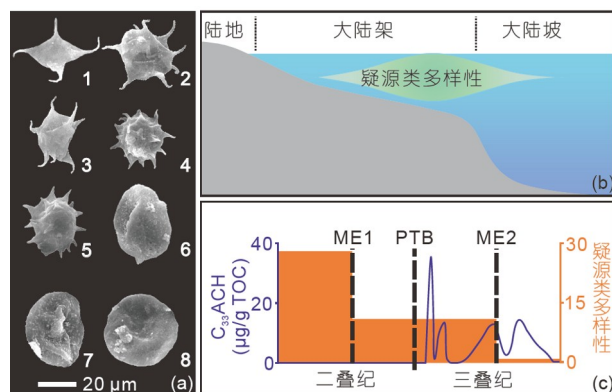 1
2
3
4
5
6
7
8
20 μm
(a)
陆地
大陆架
大陆坡
疑源类多样性
(b)
ME1
PTB
ME2
C₃₃ACH
(μg/g TOC)
40
20
0
30
15
0
疑源类多样性
二叠纪
三叠纪
(c)